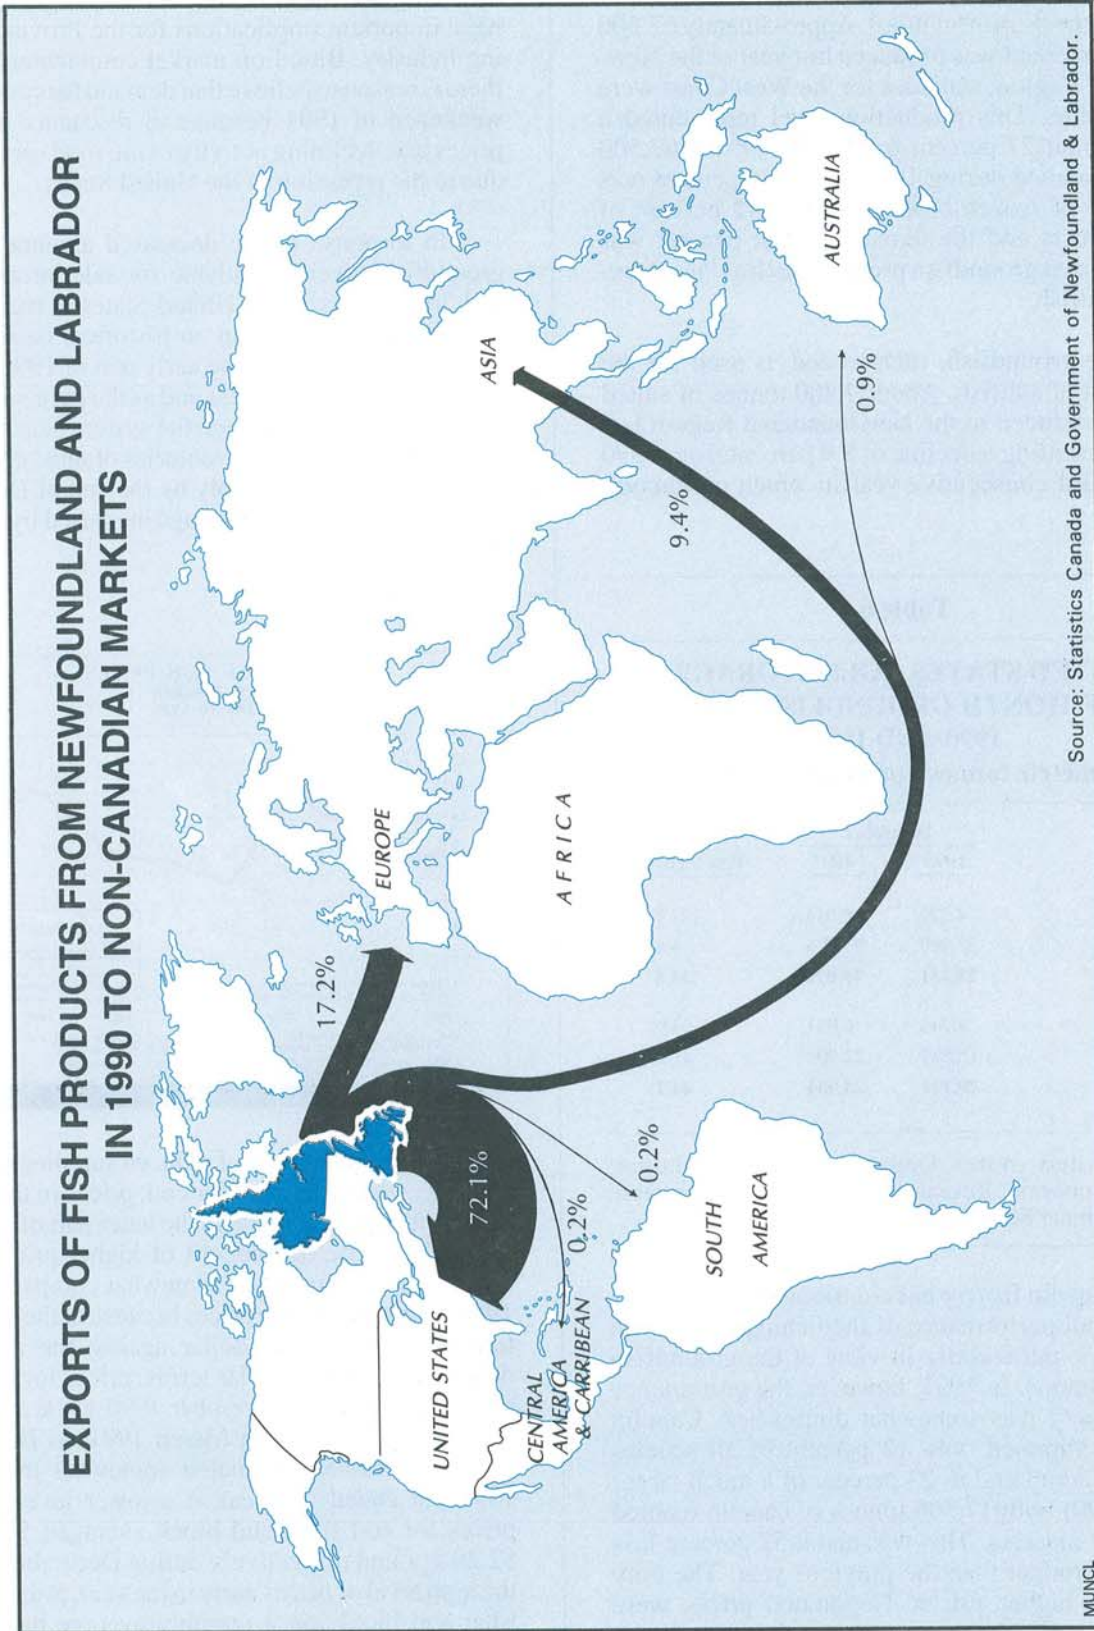 EXPORTS OF FISH PRODUCTS FROM NEWFOUNDLAND AND LABRADOR
IN 1990 TO NON-CANADIAN MARKETS
17.2%
EUROPE
ASIA
72.1%
UNITED STATES
9.4%
AFRICA
0.2%
CENTRAL
AMERICA
& CARRIBEAN
0.2%
SOUTH
AMERICA
0.9%
AUSTRALIA
Source: Statistics Canada and Government of Newfoundland & Labrador.
MUNCL